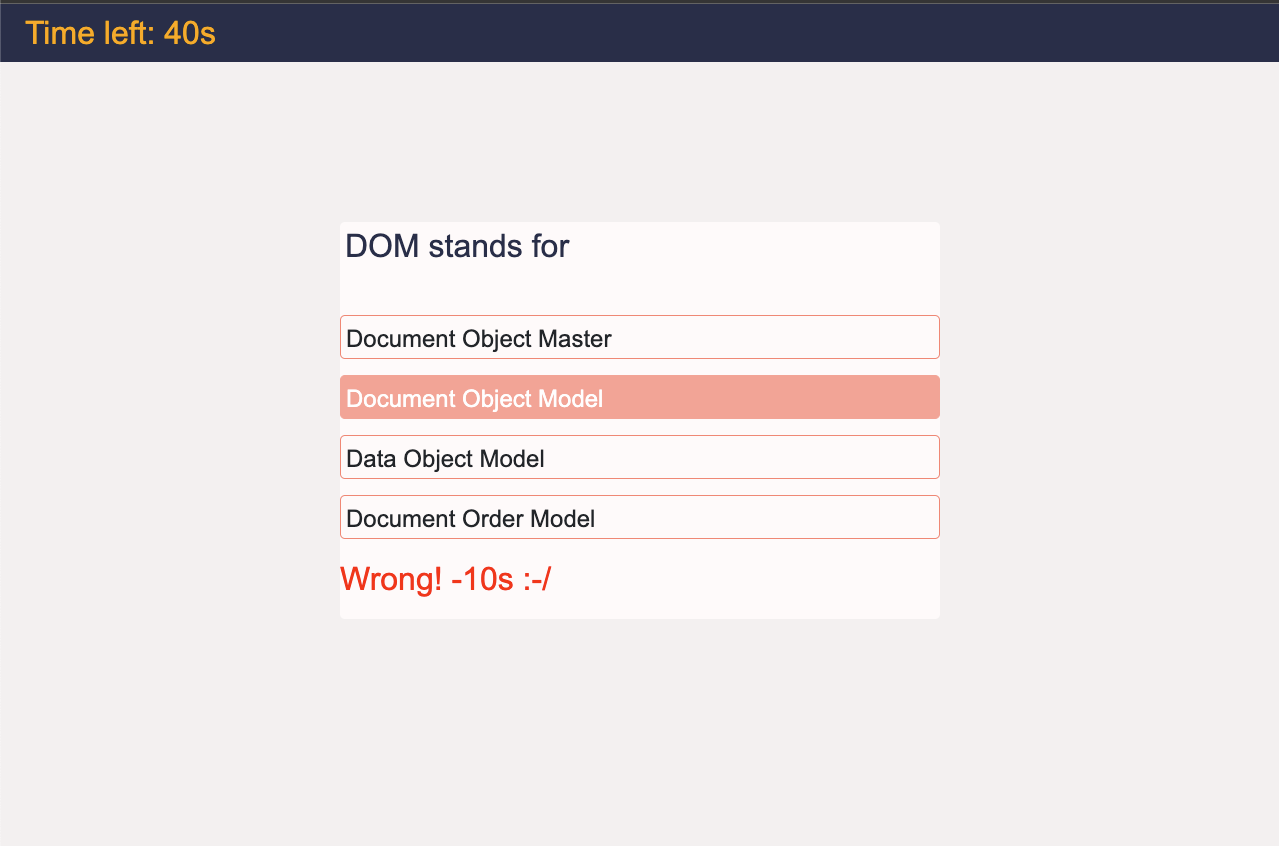 Time left: 40s
DOM stands for
Document Object Master
Document Object Model
Data Object Model
Document Order Model
Wrong! -10s :-/